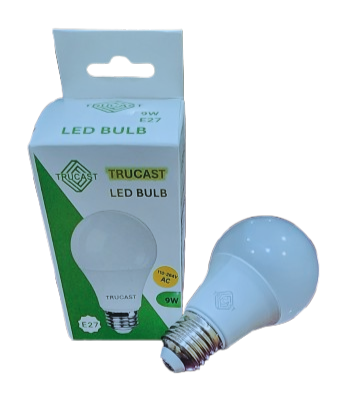 TRUCAST
9W
E27
LED BULB
TRUCAST
TRUCAST
LED BULB
AC
TRUCAST
9W
E27